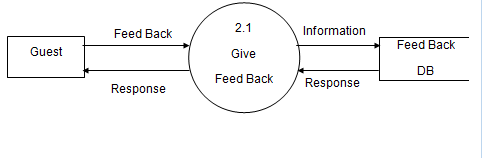 Guest
Feed Back
Response
2.1
Give
Feed Back
Information
Response
Feed Back
DB